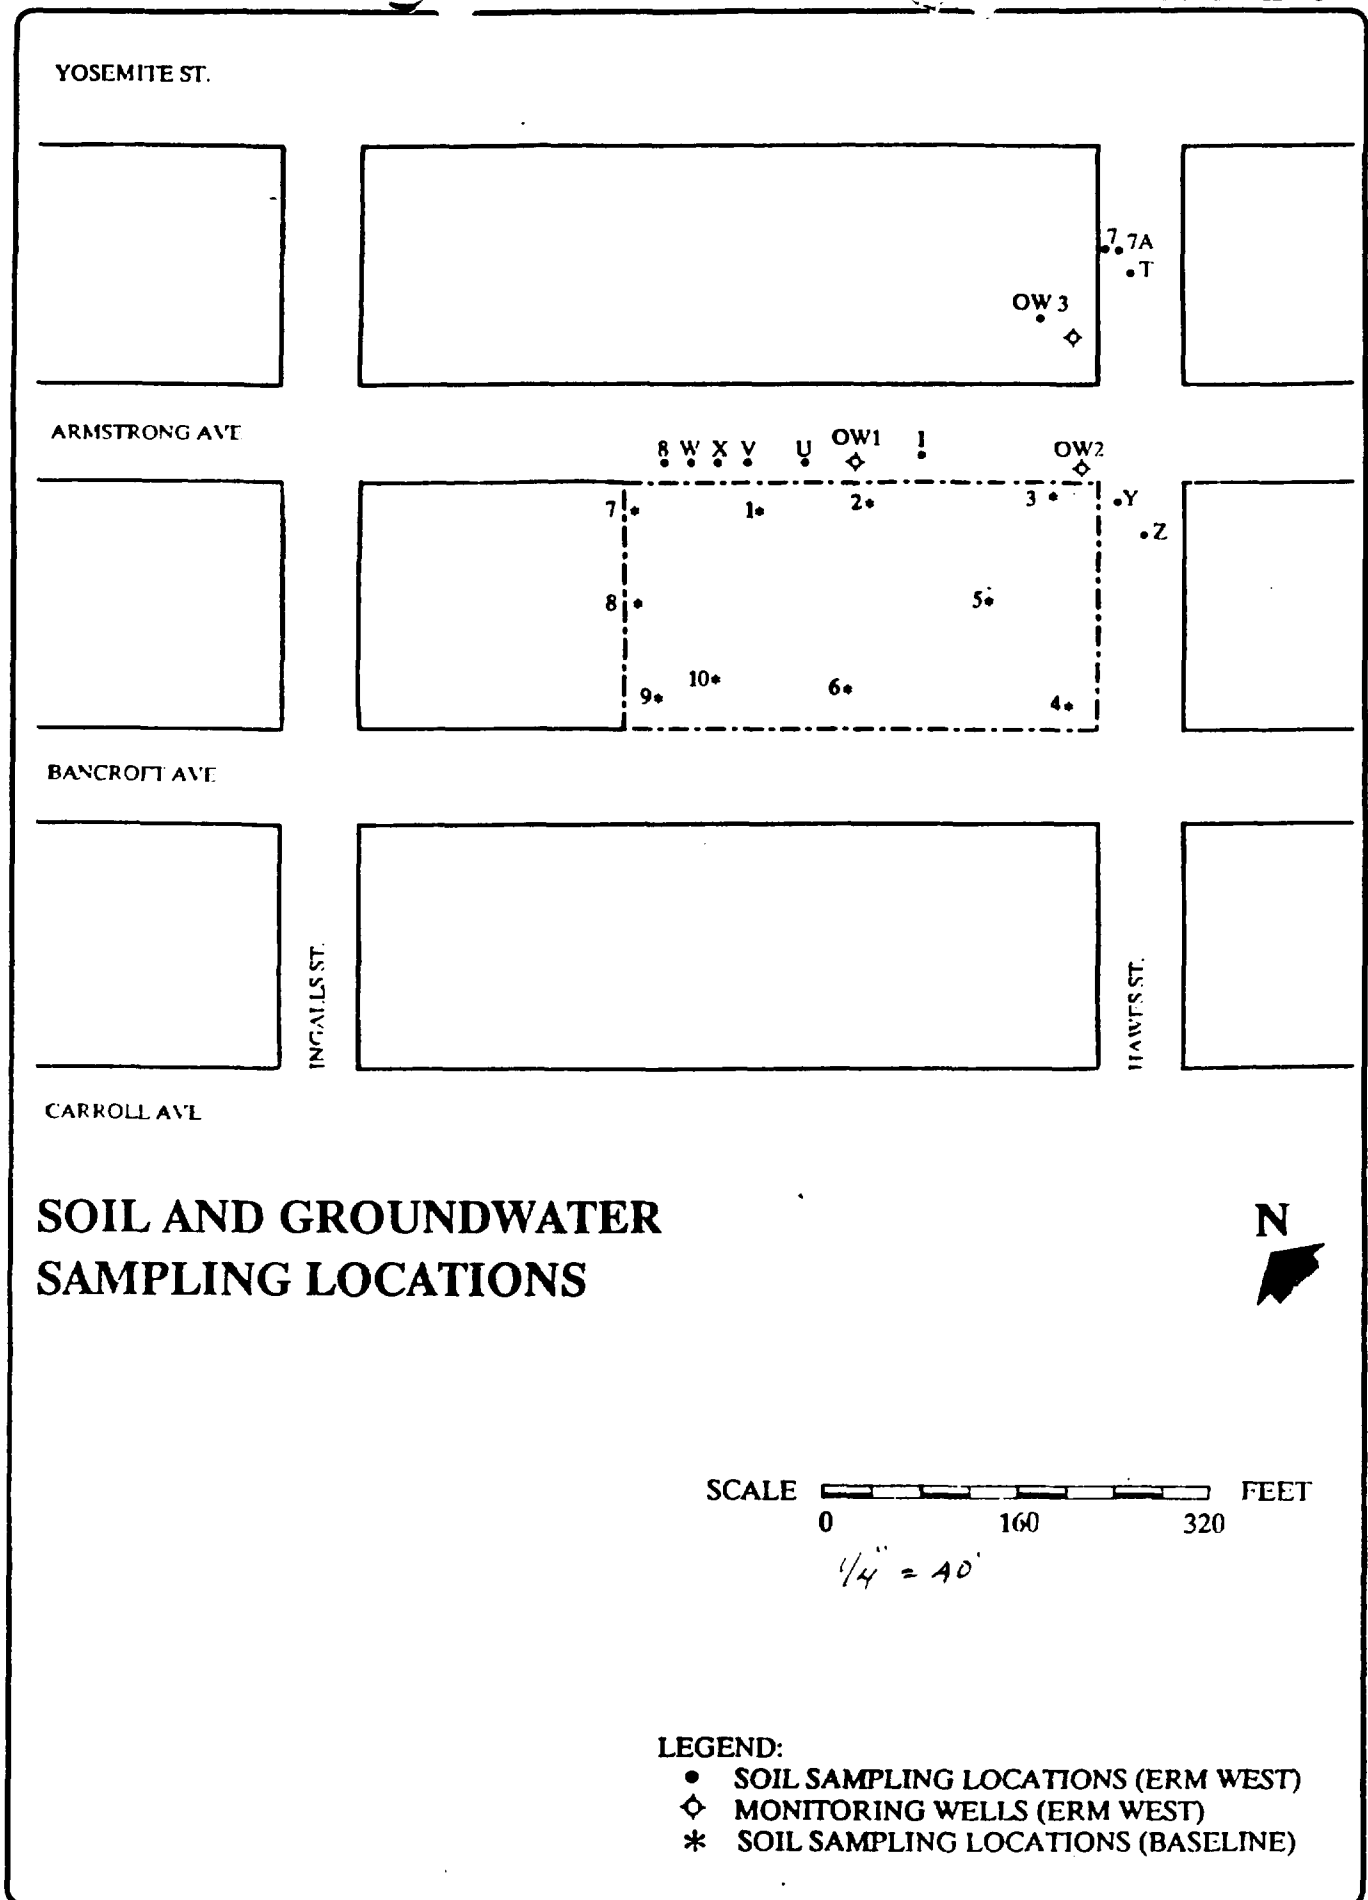 YOSEMITE ST.
7 7A
T
OW 3
ARMSTRONG AVE
8 W X V U OW1 1 OW2
7 1 2 3 Y
Z
8 5
9 10 6 4
BANCROFT AVE
INGALLS ST.
HAWES ST.
CARROLL AVE
SOIL AND GROUNDWATER
SAMPLING LOCATIONS
N
SCALE FEET
0 160 320
1/4" = 40'
LEGEND:
SOIL SAMPLING LOCATIONS (ERM WEST)
MONITORING WELLS (ERM WEST)
SOIL SAMPLING LOCATIONS (BASELINE)